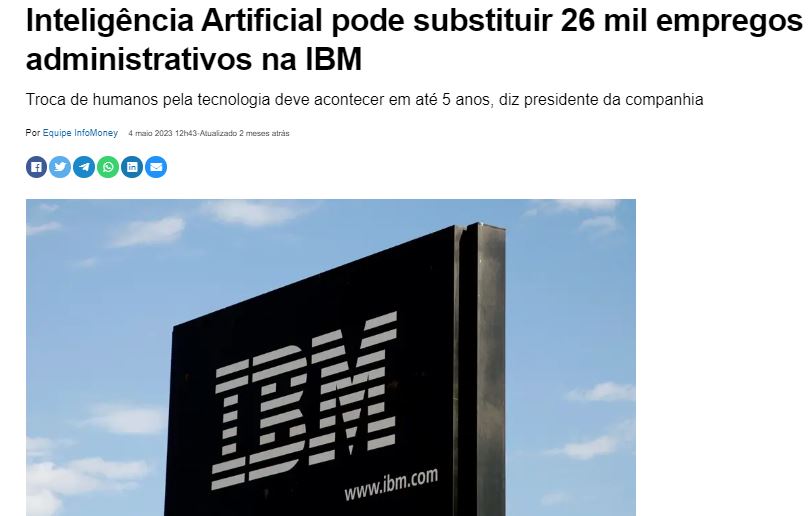 Inteligência Artificial pode substituir 26 mil empregos
administrativos na IBM
Troca de humanos pela tecnologia deve acontecer em até 5 anos, diz presidente da companhia
Por Equipe InfoMoney 4 maio 2023 12h43-Atualizado 2 meses atrás
IBM
www.ibm.com